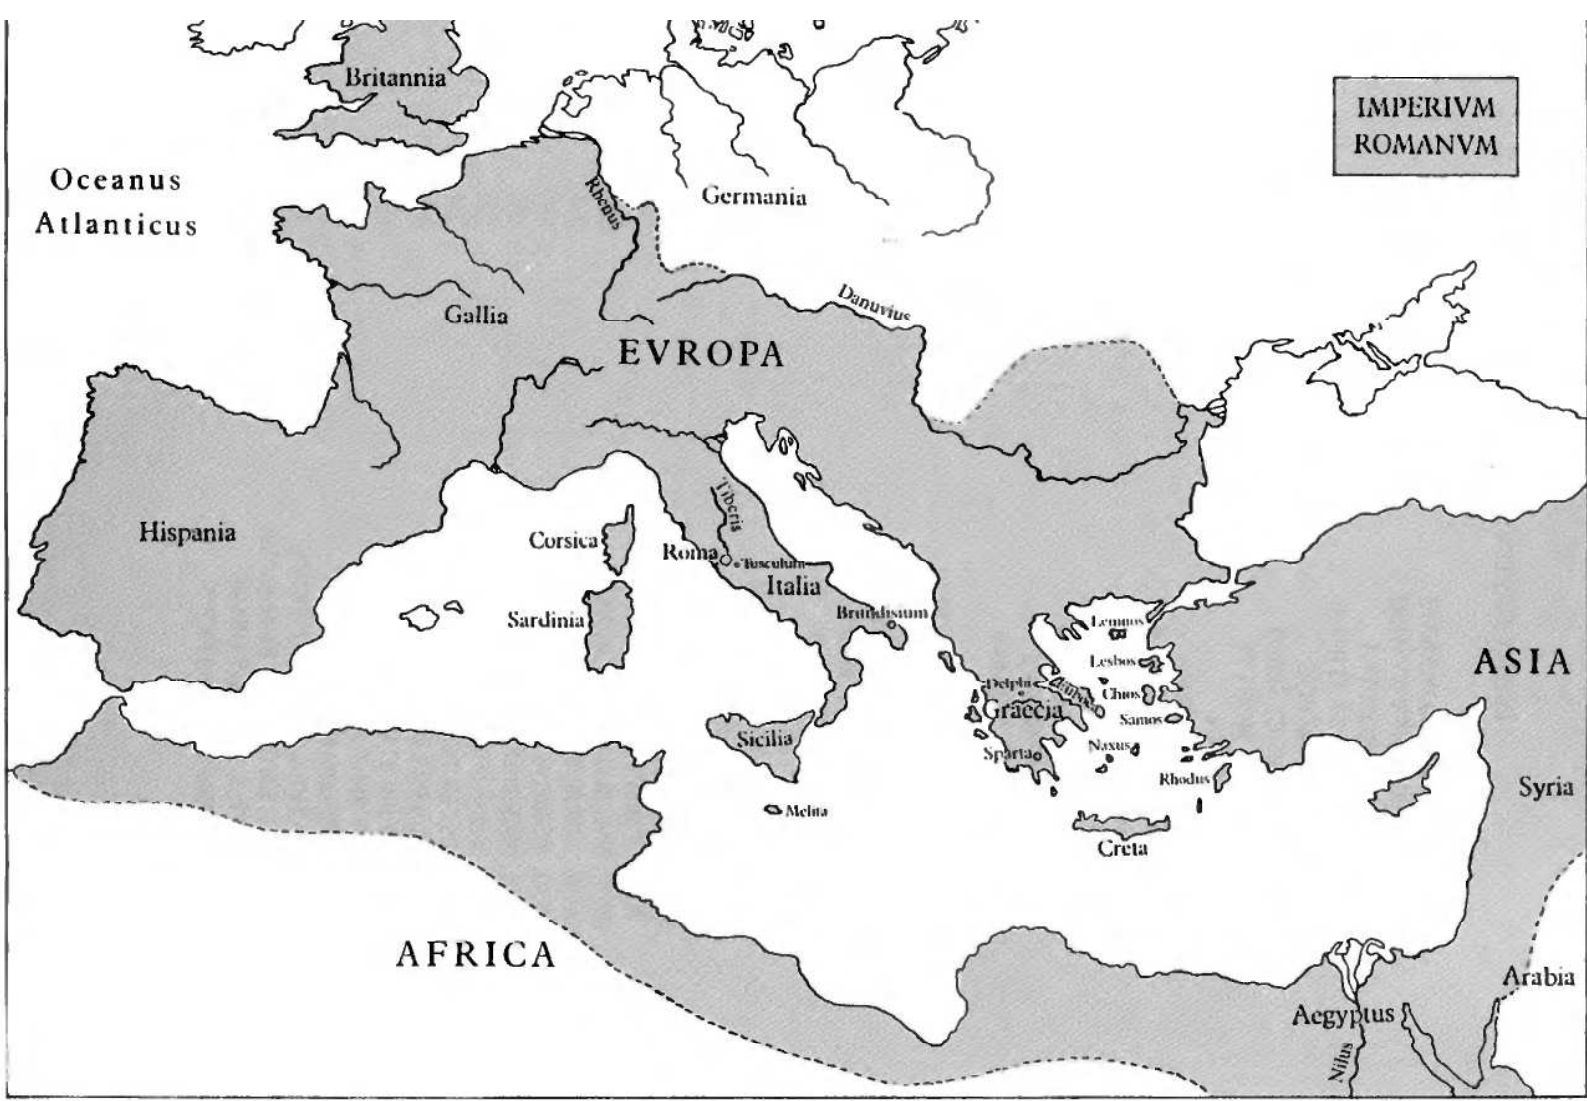 Britannia
IMPERIVM
ROMANVM
Oceanus
Atlanticus
Rhenus
Germania
Danuvius
Gallia
EVROPA
Hispania
Tiberis
Corsica
Roma
Tusculum
Italia
Sardinia
Brundisium
Lemnos
Lesbos
ASIA
Delphi
Chios
Graecia
Samos
Sicilia
Sparta
Naxus
Rhodus
Syria
Melita
Creta
AFRICA
Arabia
Aegyptus
Nilus